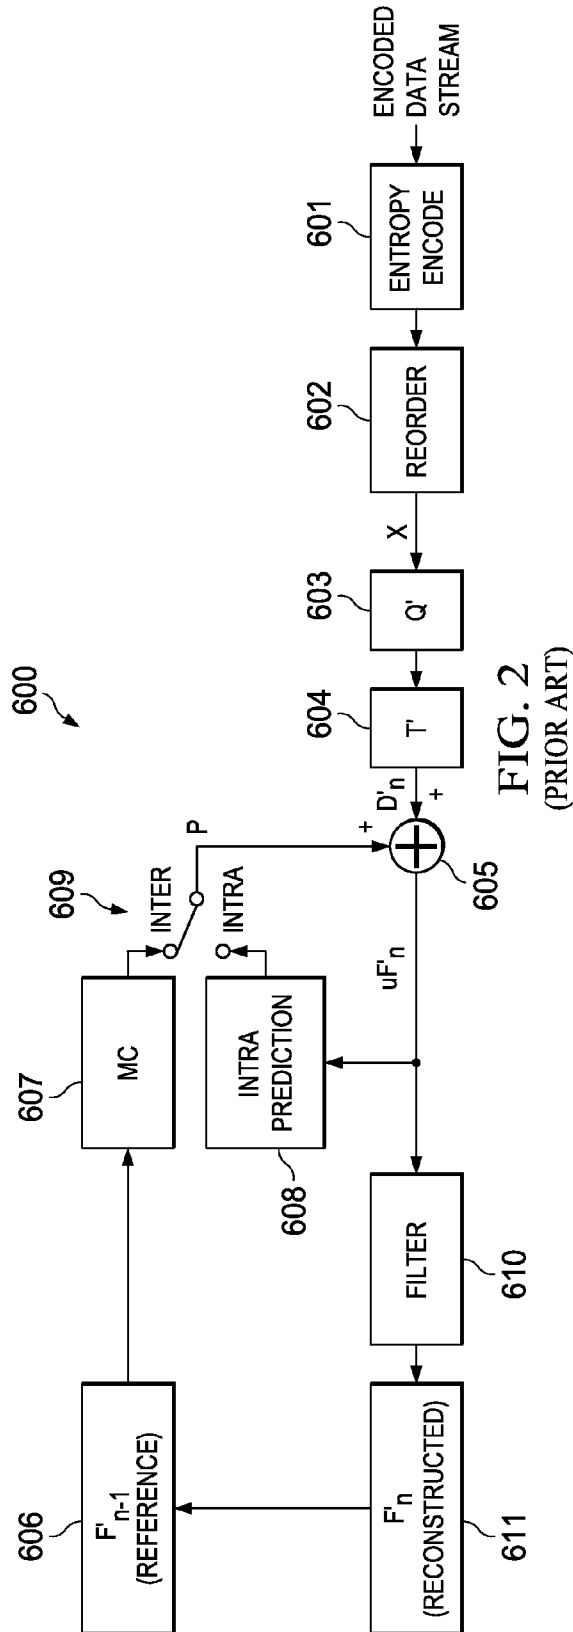 600
606
F'n-1
(REFERENCE)
607
MC
609
INTER
P
INTRA
INTRA
PREDICTION
608
F'n
(RECONSTRUCTED)
611
FILTER
610
uF'n
+
+
605
D'n
+
604
T'
603
Q'
X
602
REORDER
601
ENTROPY
ENCODE
ENCODED
DATA
STREAM
FIG. 2
(PRIOR ART)